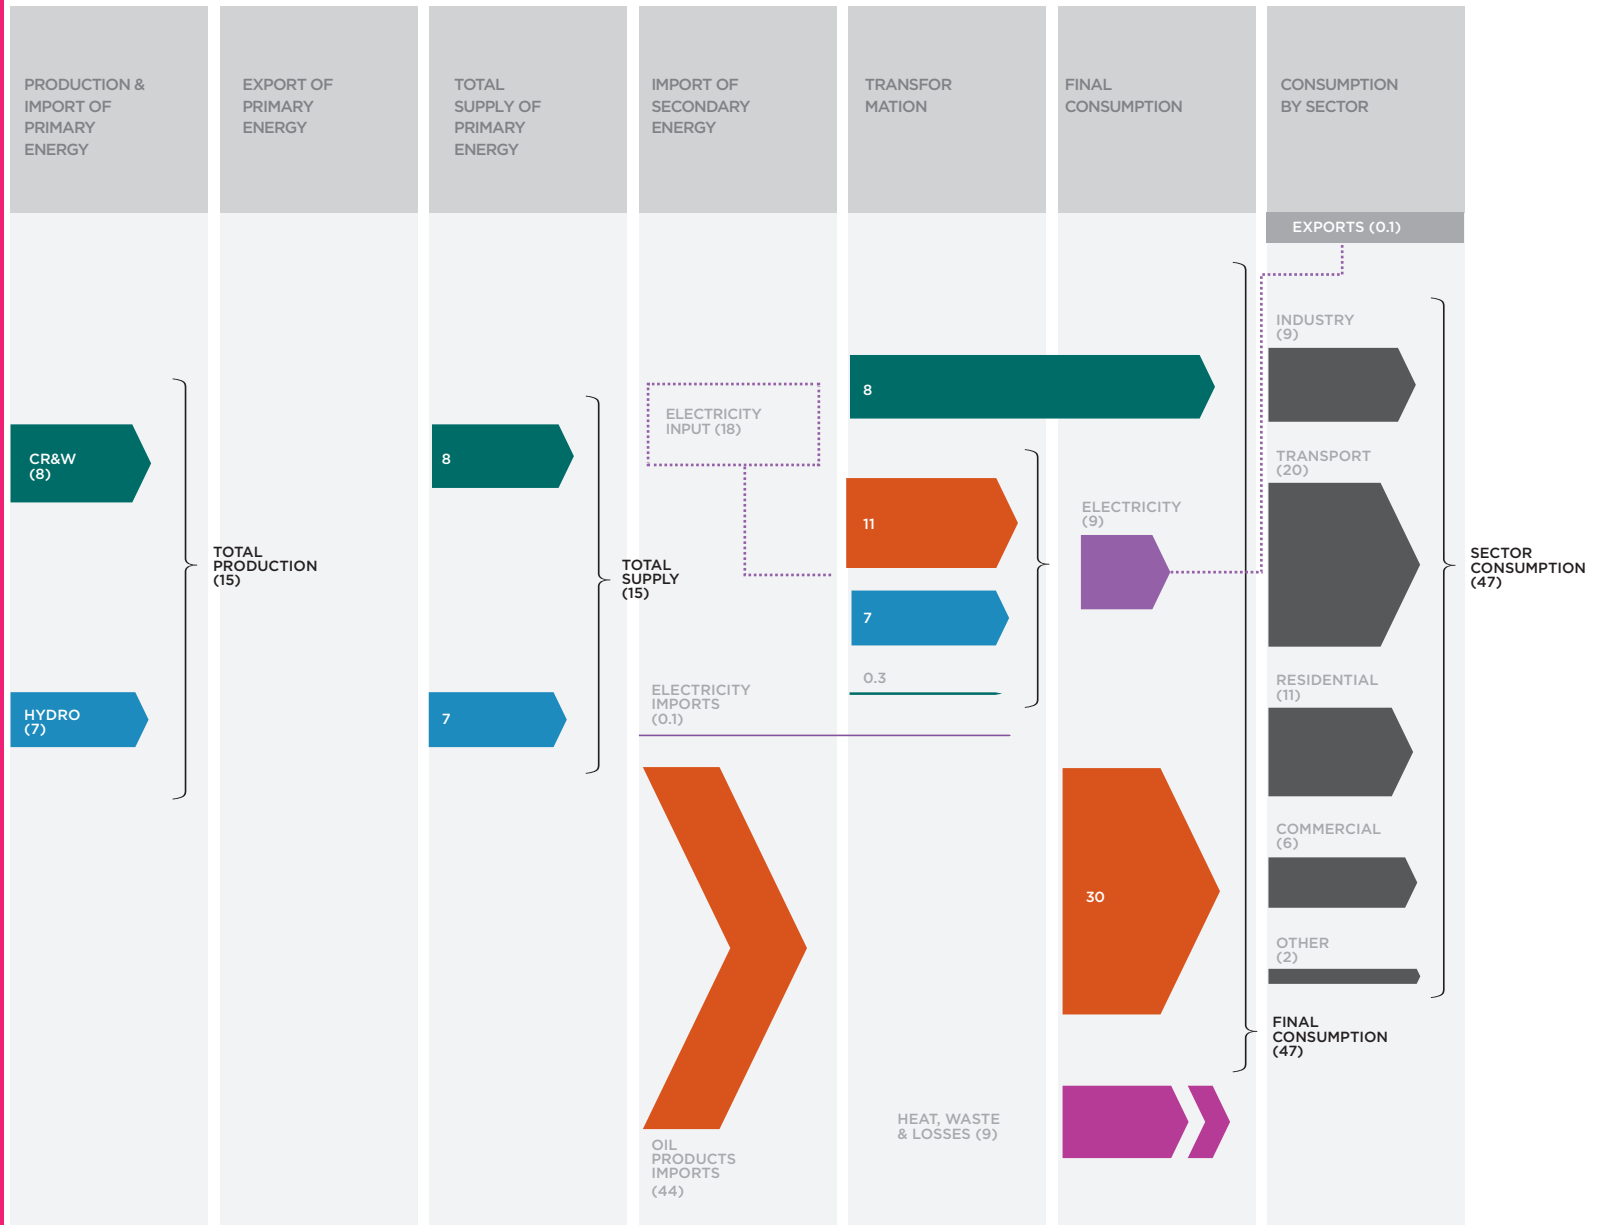 PRODUCTION &
IMPORT OF
PRIMARY
ENERGY
EXPORT OF
PRIMARY
ENERGY
TOTAL
SUPPLY OF
PRIMARY
ENERGY
IMPORT OF
SECONDARY
ENERGY
TRANSFOR
MATION
FINAL
CONSUMPTION
CONSUMPTION
BY SECTOR
EXPORTS (0.1)
CR&W
(8)
HYDRO
(7)
TOTAL
PRODUCTION
(15)
8
7
TOTAL
SUPPLY
(15)
ELECTRICITY
INPUT (18)
ELECTRICITY
IMPORTS
(0.1)
OIL
PRODUCTS
IMPORTS
(44)
8
11
7
0.3
HEAT, WASTE
& LOSSES (9)
ELECTRICITY
(9)
30
INDUSTRY
(9)
TRANSPORT
(20)
RESIDENTIAL
(11)
COMMERCIAL
(6)
OTHER
(2)
FINAL
CONSUMPTION
(47)
SECTOR
CONSUMPTION
(47)